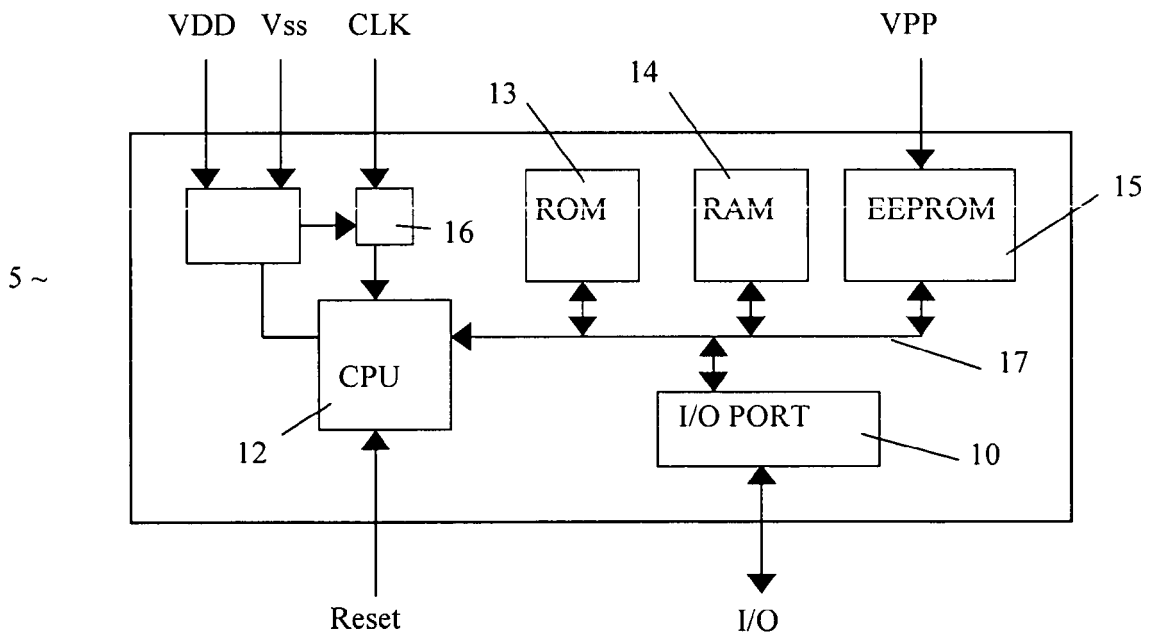 VDD Vss CLK VPP
13 14
15
ROM RAM EEPROM
16
5 ~
17
CPU
I/O PORT
12 10
Reset I/O